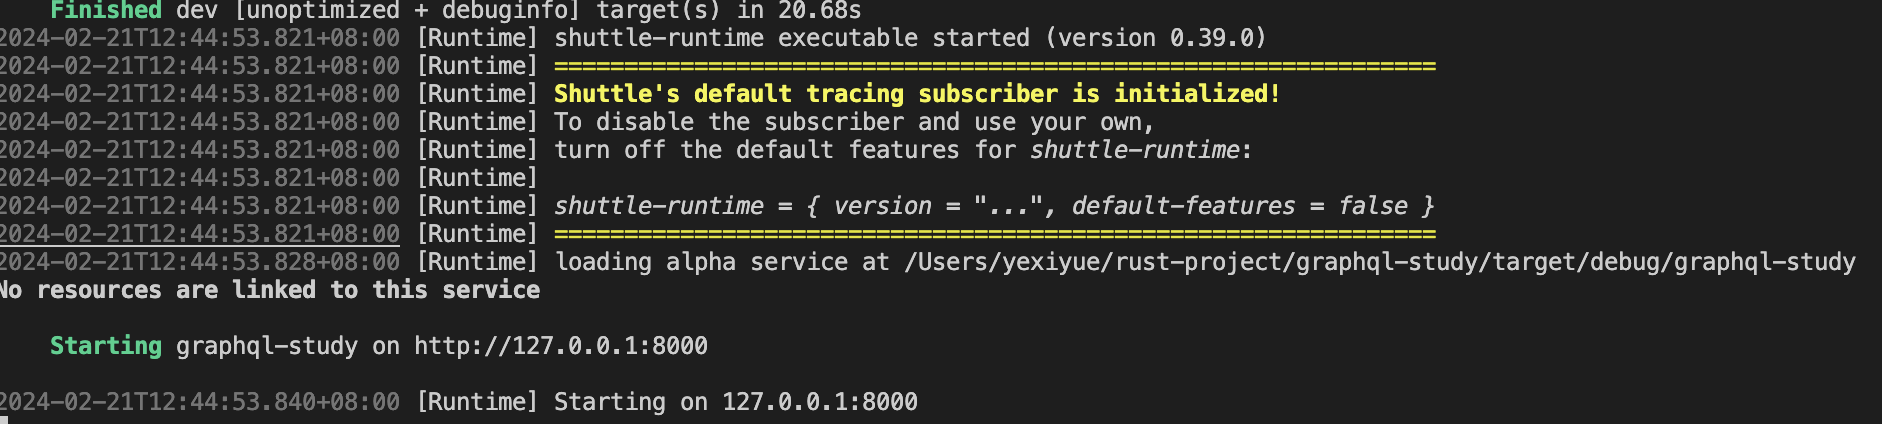 Finished dev [unoptimized + debuginfo] target(s) in 20.68s
2024-02-21T12:44:53.821+08:00 [Runtime] shuttle-runtime executable started (version 0.39.0)
2024-02-21T12:44:53.821+08:00 [Runtime] ===============================================================
2024-02-21T12:44:53.821+08:00 [Runtime] Shuttle's default tracing subscriber is initialized!
2024-02-21T12:44:53.821+08:00 [Runtime] To disable the subscriber and use your own,
2024-02-21T12:44:53.821+08:00 [Runtime] turn off the default features for shuttle-runtime:
2024-02-21T12:44:53.821+08:00 [Runtime]
2024-02-21T12:44:53.821+08:00 [Runtime] shuttle-runtime = { version = "...", default-features = false }
2024-02-21T12:44:53.821+08:00 [Runtime] ===============================================================
2024-02-21T12:44:53.828+08:00 [Runtime] loading alpha service at /Users/yexiyue/rust-project/graphql-study/target/debug/graphql-study
No resources are linked to this service
Starting graphql-study on http://127.0.0.1:8000
2024-02-21T12:44:53.840+08:00 [Runtime] Starting on 127.0.0.1:8000